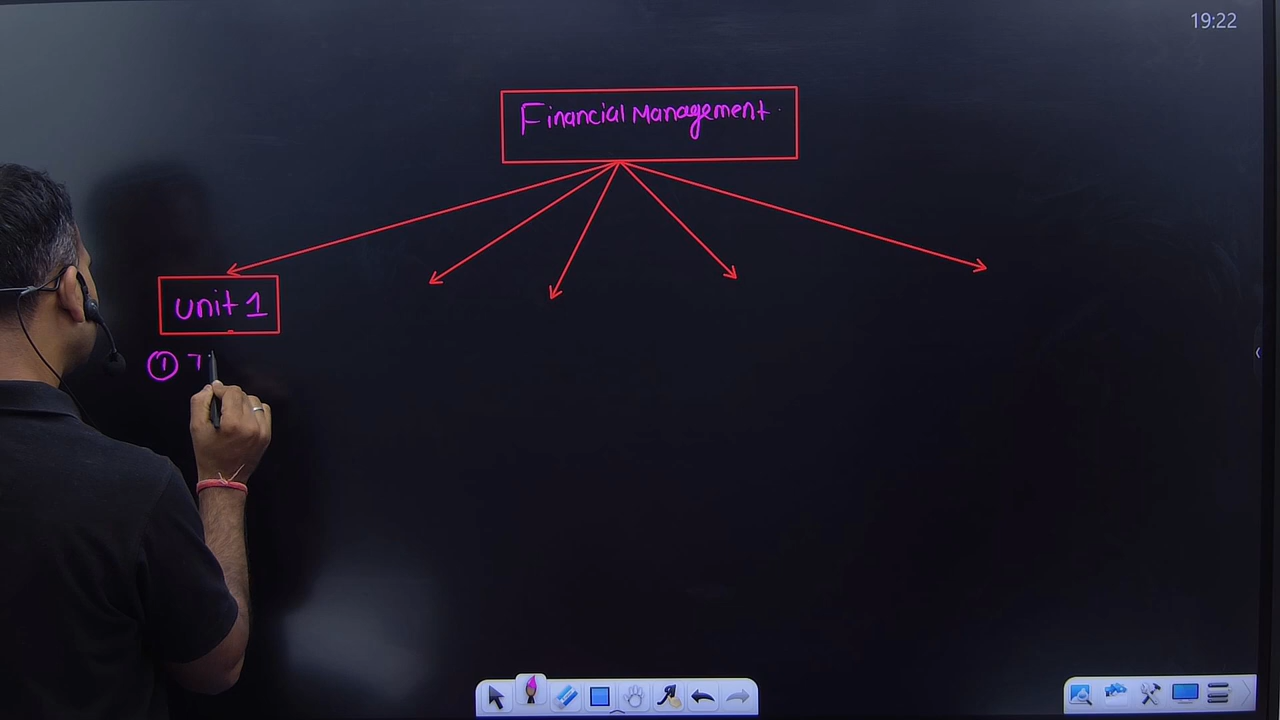 19:22
Financial Management
Unit 1
①